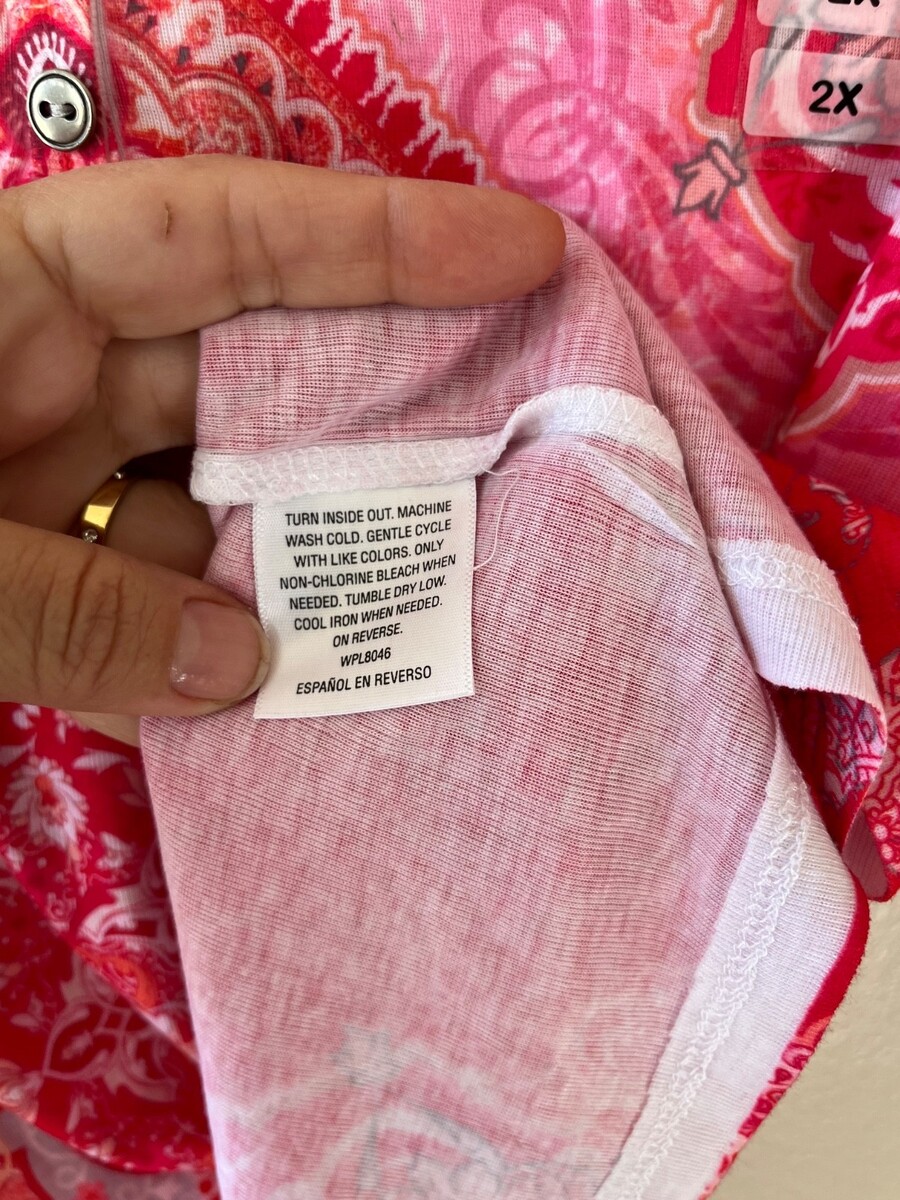 2X
2X
TURN INSIDE OUT. MACHINE
WASH COLD. GENTLE CYCLE
WITH LIKE COLORS. ONLY
NON-CHLORINE BLEACH WHEN
NEEDED. TUMBLE DRY LOW.
COOL IRON WHEN NEEDED.
ON REVERSE.
WPL8046
ESPAÑOL EN REVERSO